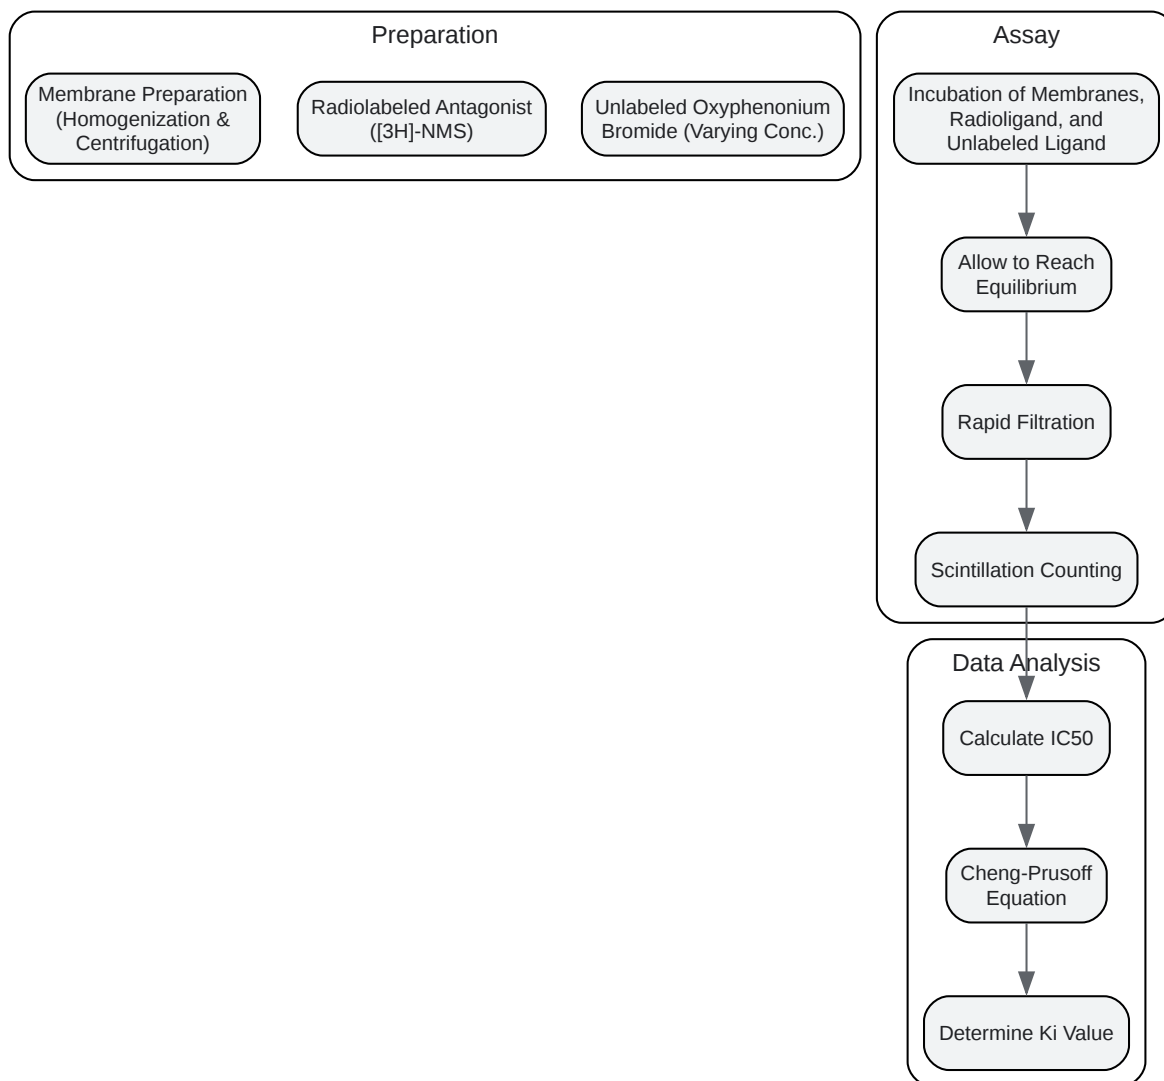 Preparation
Membrane Preparation
(Homogenization &
Centrifugation)
Radiolabeled Antagonist
([3H]-NMS)
Unlabeled Oxyphenonium
Bromide (Varying Conc.)
Assay
Incubation of Membranes,
Radioligand, and
Unlabeled Ligand
Allow to Reach
Equilibrium
Rapid Filtration
Scintillation Counting
Data Analysis
Calculate IC50
Cheng-Prusoff
Equation
Determine Ki Value